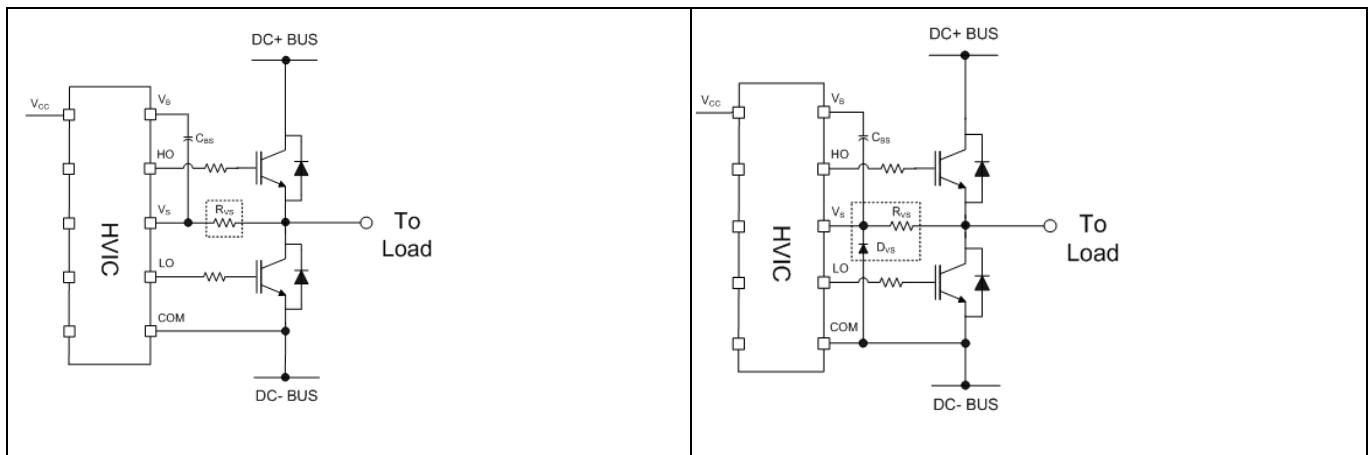 DC+ BUS
VCC
VB
CBS
HO
VS
RVS
To
Load
HVIC
LO
COM
DC- BUS
DC+ BUS
VCC
VB
CBS
HO
VS
RVS
To
Load
DVS
HVIC
LO
COM
DC- BUS